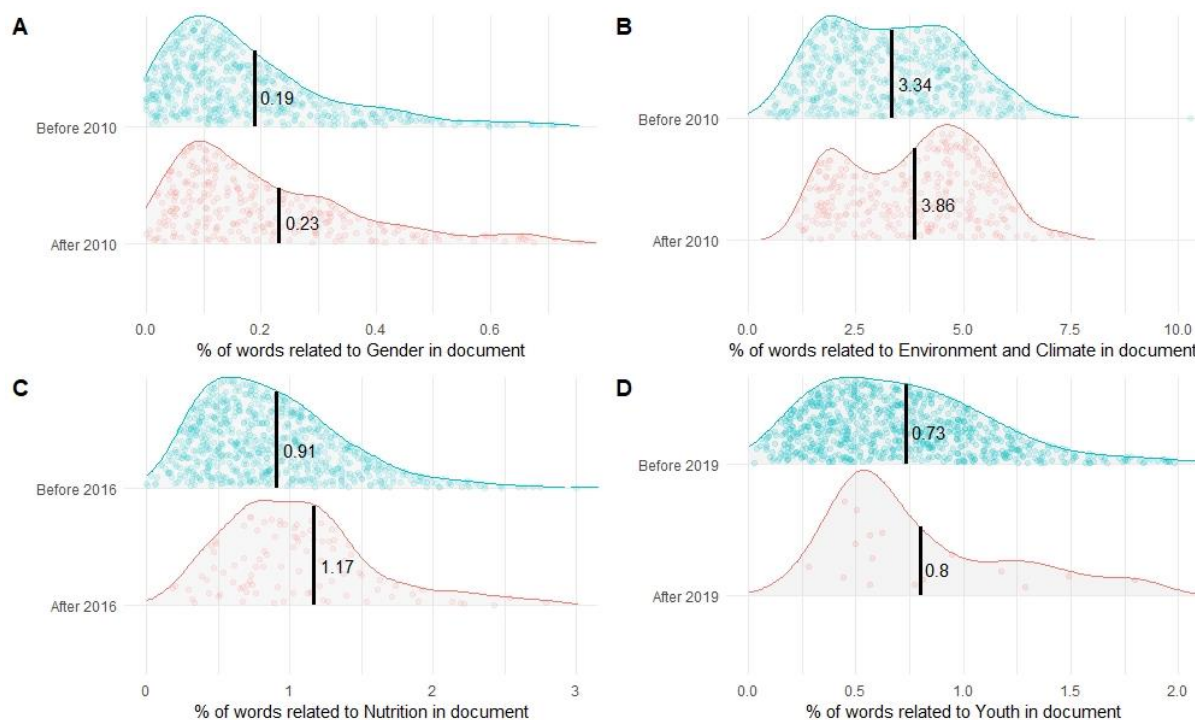 A
0.19
Before 2010
0.23
After 2010
0.0 0.2 0.4 0.6
% of words related to Gender in document
B
3.34
Before 2010
3.86
After 2010
0.0 2.5 5.0 7.5 10.0
% of words related to Environment and Climate in document
C
0.91
Before 2016
1.17
After 2016
0 1 2 3
% of words related to Nutrition in document
D
0.73
Before 2019
0.8
After 2019
0.0 0.5 1.0 1.5 2.0
% of words related to Youth in document